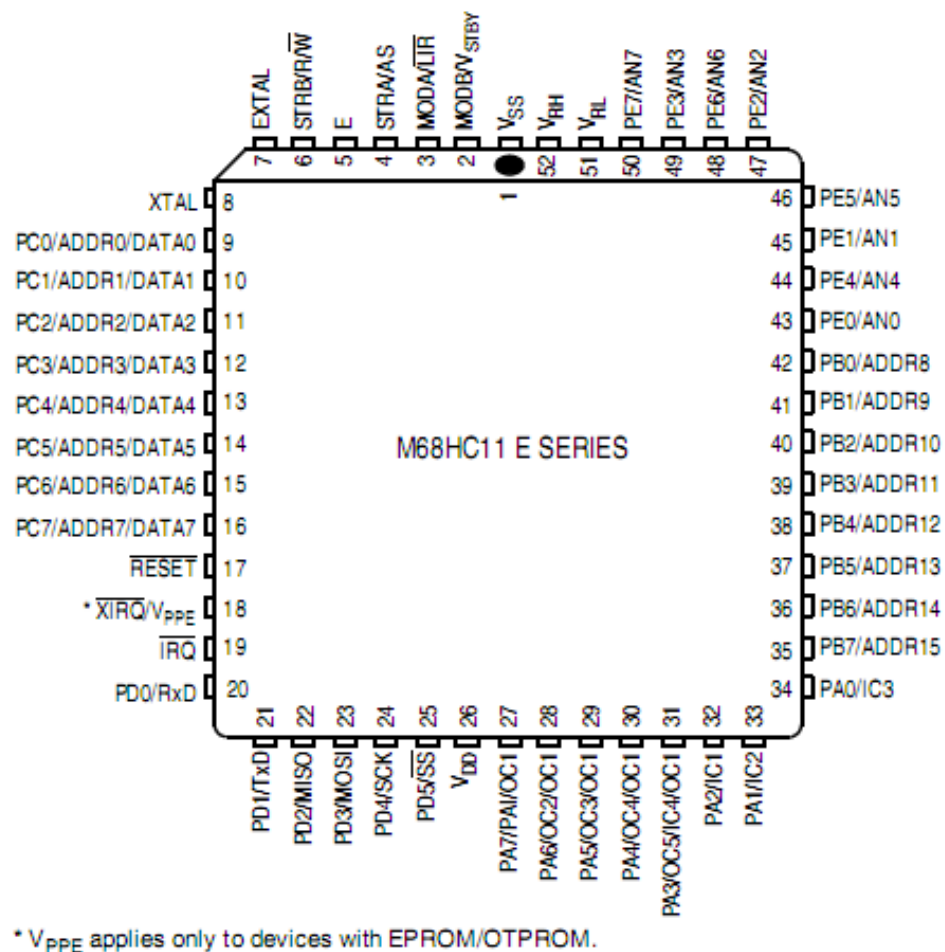 EXTAL
STRB/R/W̅
E
STRA/AS
MODA/L̅I̅R̅
MODB/VSTBY
VSS
VRH
VRL
PE7/AN7
PE3/AN3
PE6/AN6
PE2/AN2
7
6
5
4
3
2
1
52
51
50
49
48
47
XTAL 8
PC0/ADDR0/DATA0 9
PC1/ADDR1/DATA1 10
PC2/ADDR2/DATA2 11
PC3/ADDR3/DATA3 12
PC4/ADDR4/DATA4 13
PC5/ADDR5/DATA5 14
PC6/ADDR6/DATA6 15
PC7/ADDR7/DATA7 16
R̅E̅S̅E̅T̅ 17
* X̅I̅R̅Q̅/VPPE 18
I̅R̅Q̅ 19
PD0/RxD 20
M68HC11 E SERIES
46 PE5/AN5
45 PE1/AN1
44 PE4/AN4
43 PE0/AN0
42 PB0/ADDR8
41 PB1/ADDR9
40 PB2/ADDR10
39 PB3/ADDR11
38 PB4/ADDR12
37 PB5/ADDR13
36 PB6/ADDR14
35 PB7/ADDR15
34 PA0/IC3
21
22
23
24
25
26
27
28
29
30
31
32
33
PD1/TxD
PD2/MISO
PD3/MOSI
PD4/SCK
PD5/S̅S̅
VDD
PA7/PAI/OC1
PA6/OC2/OC1
PA5/OC3/OC1
PA4/OC4/OC1
PA3/OC5/IC4/OC1
PA2/IC1
PA1/IC2
* VPPE applies only to devices with EPROM/OTPROM.